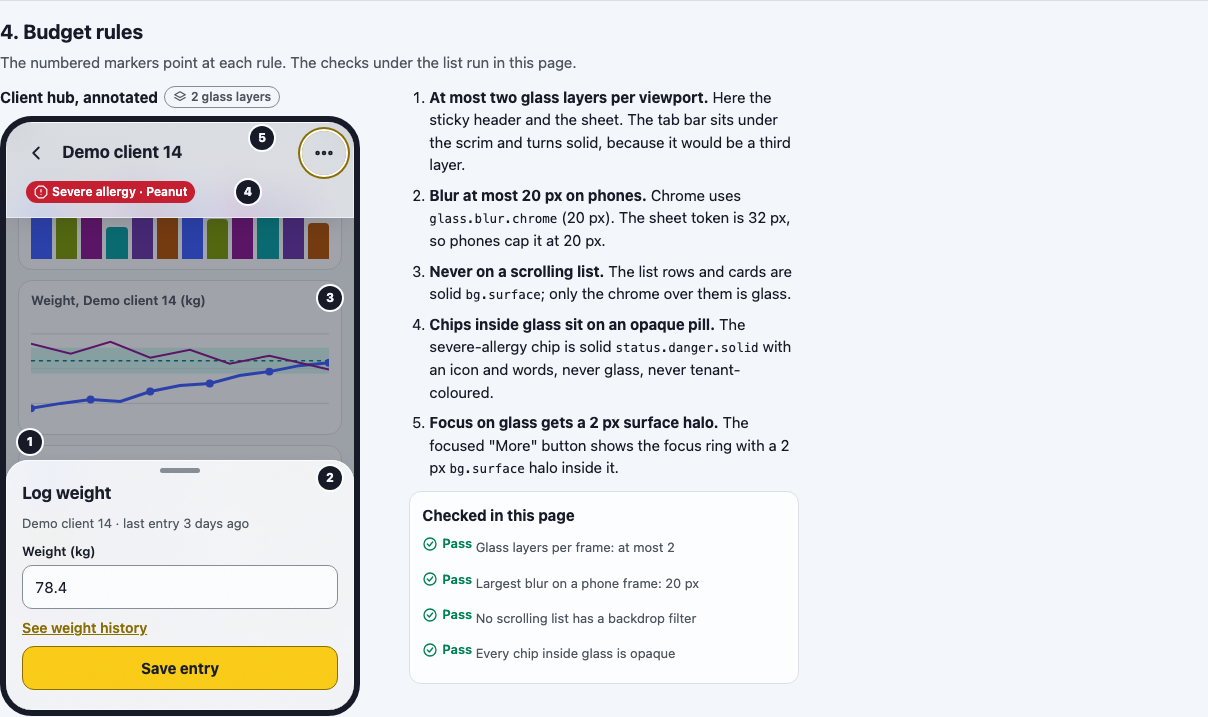 4. Budget rules
The numbered markers point at each rule. The checks under the list run in this page.
Client hub, annotated
2 glass layers
5
Demo client 14
•••
Severe allergy · Peanut
4
Weight, Demo client 14 (kg)
3
1
2
Log weight
Demo client 14 · last entry 3 days ago
Weight (kg)
78.4
See weight history
Save entry
1. At most two glass layers per viewport. Here the
sticky header and the sheet. The tab bar sits under
the scrim and turns solid, because it would be a third
layer.
2. Blur at most 20 px on phones. Chrome uses
glass.blur.chrome (20 px). The sheet token is 32 px,
so phones cap it at 20 px.
3. Never on a scrolling list. The list rows and cards are
solid bg.surface; only the chrome over them is glass.
4. Chips inside glass sit on an opaque pill. The
severe-allergy chip is solid status.danger.solid with
an icon and words, never glass, never tenant-
coloured.
5. Focus on glass gets a 2 px surface halo. The
focused "More" button shows the focus ring with a 2
px bg.surface halo inside it.
Checked in this page
Pass Glass layers per frame: at most 2
Pass Largest blur on a phone frame: 20 px
Pass No scrolling list has a backdrop filter
Pass Every chip inside glass is opaque